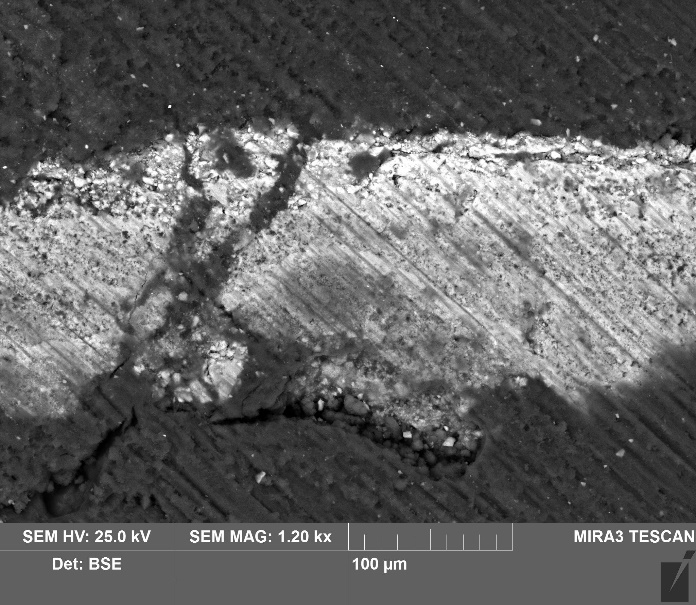 SEM HV: 25.0 kV SEM MAG: 1.20 kx MIRA3 TESCAN
Det: BSE 100 µm